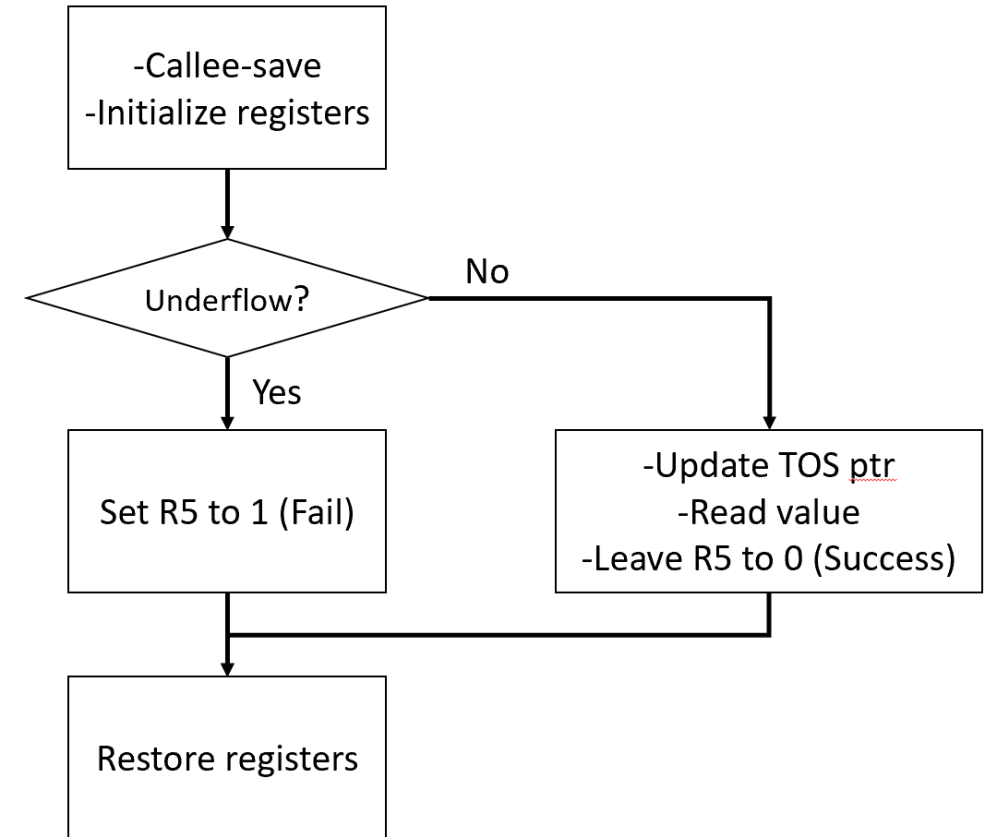 -Callee-save
-Initialize registers
Underflow?
No
Yes
Set R5 to 1 (Fail)
-Update TOS ptr
-Read value
-Leave R5 to 0 (Success)
Restore registers